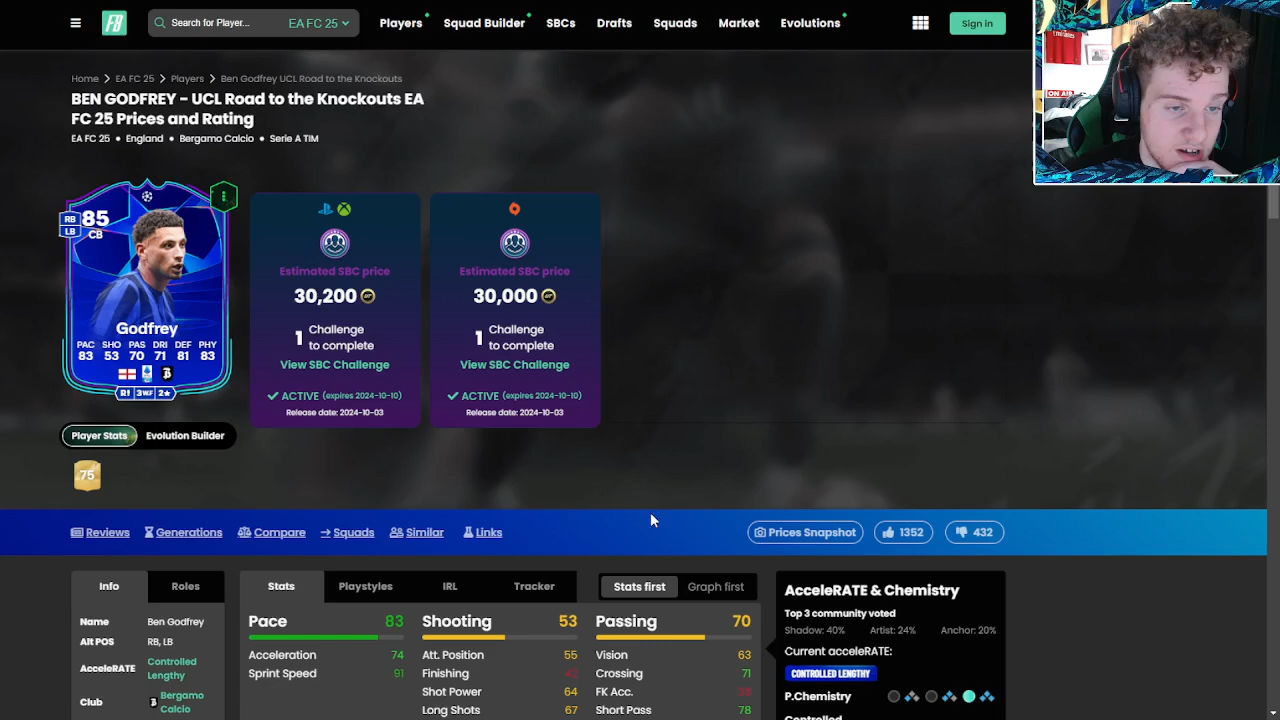 Search for Player...
EA FC 25
Players
Squad Builder
SBCs
Drafts
Squads
Market
Evolutions
Sign in
Home > EA FC 25 > Players > Ben Godfrey UCL Road to the Knockouts
BEN GODFREY - UCL Road to the Knockouts EA
FC 25 Prices and Rating
EA FC 25 • England • Bergamo Calcio • Serie A TIM
RB
LB
85
CB
Godfrey
PAC SHO PAS DRI DEF PHY
83 53 70 71 81 83
3 W.F
2★
Estimated SBC price
30,200
1 Challenge
to complete
View SBC Challenge
ACTIVE (expires 2024-10-10)
Release date: 2024-10-03
Estimated SBC price
30,000
1 Challenge
to complete
View SBC Challenge
ACTIVE (expires 2024-10-10)
Release date: 2024-10-03
ON AIR
Player Stats
Evolution Builder
75
Reviews
Generations
Compare
Squads
Similar
Links
Prices Snapshot
1352
432
Info
Roles
Name Ben Godfrey
Alt POS RB, LB
AcceleRATE Controlled
Lengthy
Club Bergamo
Calcio
Stats
Playstyles
IRL
Tracker
Pace 83
Acceleration 74
Sprint Speed 91
Shooting 53
Att. Position 55
Finishing
Shot Power 64
Long Shots 67
Stats first
Graph first
Passing 70
Vision 63
Crossing 71
FK Acc.
Short Pass 78
AcceleRATE & Chemistry
Top 3 community voted
Shadow: 40% Artist: 24% Anchor: 20%
Current acceleRATE:
CONTROLLED LENGTHY
P.Chemistry
Controlled